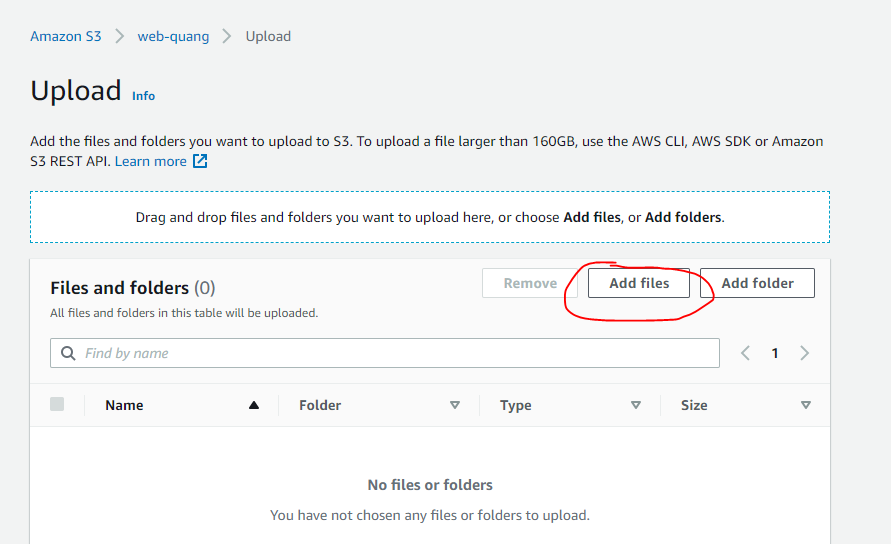 Amazon S3 > web-quang > Upload
Upload Info
Add the files and folders you want to upload to S3. To upload a file larger than 160GB, use the AWS CLI, AWS SDK or Amazon
S3 REST API. Learn more
Drag and drop files and folders you want to upload here, or choose Add files, or Add folders.
Files and folders (0)
Remove
Add files
Add folder
All files and folders in this table will be uploaded.
Find by name
< 1 >
Name
Folder
Type
Size
No files or folders
You have not chosen any files or folders to upload.